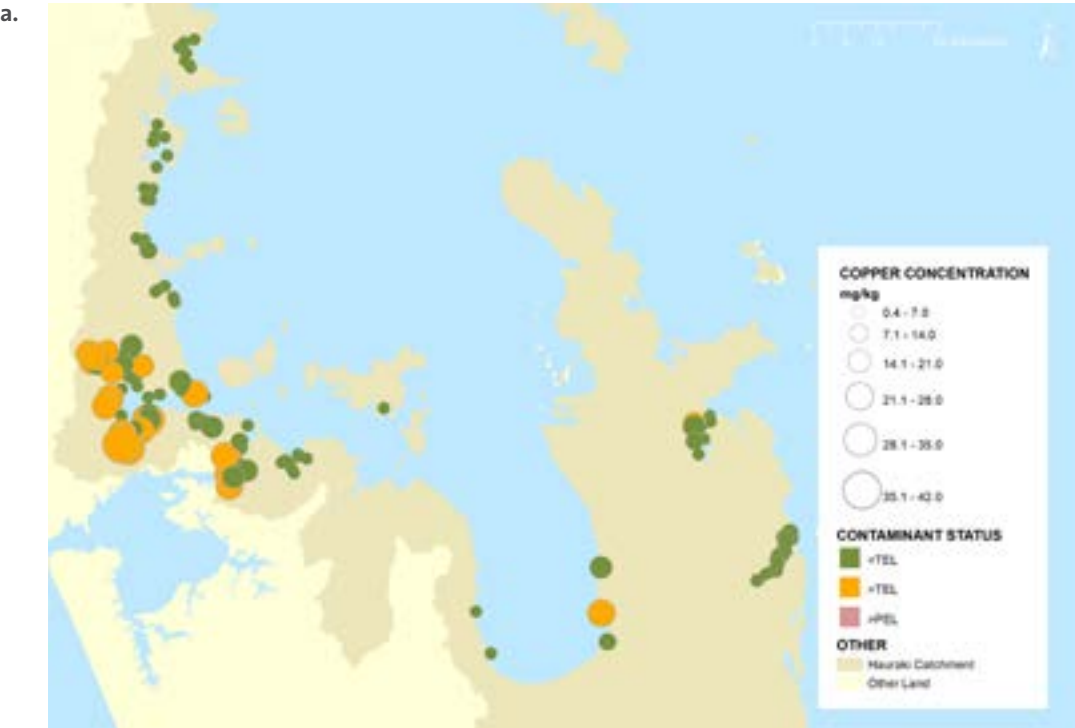 a.
COPPER CONCENTRATION
mg/kg
0.4 - 7.0
7.1 - 14.0
14.1 - 21.0
21.1 - 28.0
28.1 - 35.0
35.1 - 42.0
CONTAMINANT STATUS
<TEL
>TEL
>PEL
OTHER
Hauraki Catchment
Other Land